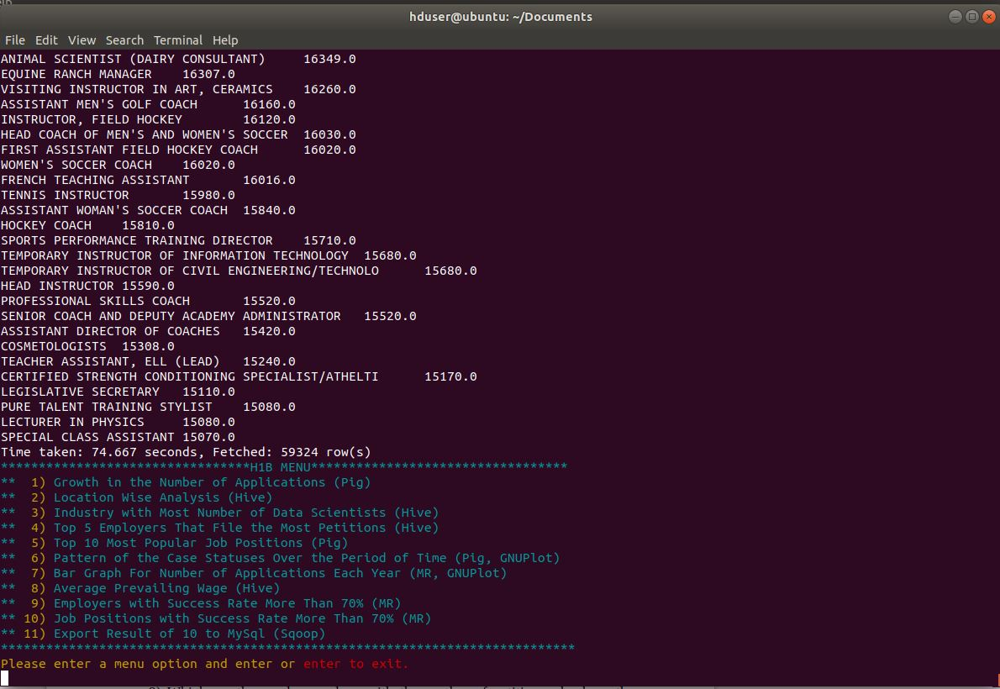 hduser@ubuntu: ~/Documents
File Edit View Search Terminal Help
ANIMAL SCIENTIST (DAIRY CONSULTANT)     16349.0
EQUINE RANCH MANAGER    16307.0
VISITING INSTRUCTOR IN ART, CERAMICS    16260.0
ASSISTANT MEN'S GOLF COACH      16160.0
INSTRUCTOR, FIELD HOCKEY        16120.0
HEAD COACH OF MEN'S AND WOMEN'S SOCCER  16030.0
FIRST ASSISTANT FIELD HOCKEY COACH      16020.0
WOMEN'S SOCCER COACH    16020.0
FRENCH TEACHING ASSISTANT       16016.0
TENNIS INSTRUCTOR       15980.0
ASSISTANT WOMAN'S SOCCER COACH  15840.0
HOCKEY COACH    15810.0
SPORTS PERFORMANCE TRAINING DIRECTOR    15710.0
TEMPORARY INSTRUCTOR OF INFORMATION TECHNOLOGY  15680.0
TEMPORARY INSTRUCTOR OF CIVIL ENGINEERING/TECHNOLO      15680.0
HEAD INSTRUCTOR 15590.0
PROFESSIONAL SKILLS COACH       15520.0
SENIOR COACH AND DEPUTY ACADEMY ADMINISTRATOR   15520.0
ASSISTANT DIRECTOR OF COACHES   15420.0
COSMETOLOGISTS  15308.0
TEACHER ASSISTANT, ELL (LEAD)   15240.0
CERTIFIED STRENGTH CONDITIONING SPECIALIST/ATHELTI      15170.0
LEGISLATIVE SECRETARY   15110.0
PURE TALENT TRAINING STYLIST    15080.0
LECTURER IN PHYSICS     15080.0
SPECIAL CLASS ASSISTANT 15070.0
Time taken: 74.667 seconds, Fetched: 59324 row(s)
*********************************H1B MENU**********************************
**  1) Growth in the Number of Applications (Pig)
**  2) Location Wise Analysis (Hive)
**  3) Industry with Most Number of Data Scientists (Hive)
**  4) Top 5 Employers That File the Most Petitions (Hive)
**  5) Top 10 Most Popular Job Positions (Pig)
**  6) Pattern of the Case Statuses Over the Period of Time (Pig, GNUPlot)
**  7) Bar Graph For Number of Applications Each Year (MR, GNUPlot)
**  8) Average Prevailing Wage (Hive)
**  9) Employers with Success Rate More Than 70% (MR)
** 10) Job Positions with Success Rate More Than 70% (MR)
** 11) Export Result of 10 to MySql (Sqoop)
****************************************************************************
Please enter a menu option and enter or enter to exit.